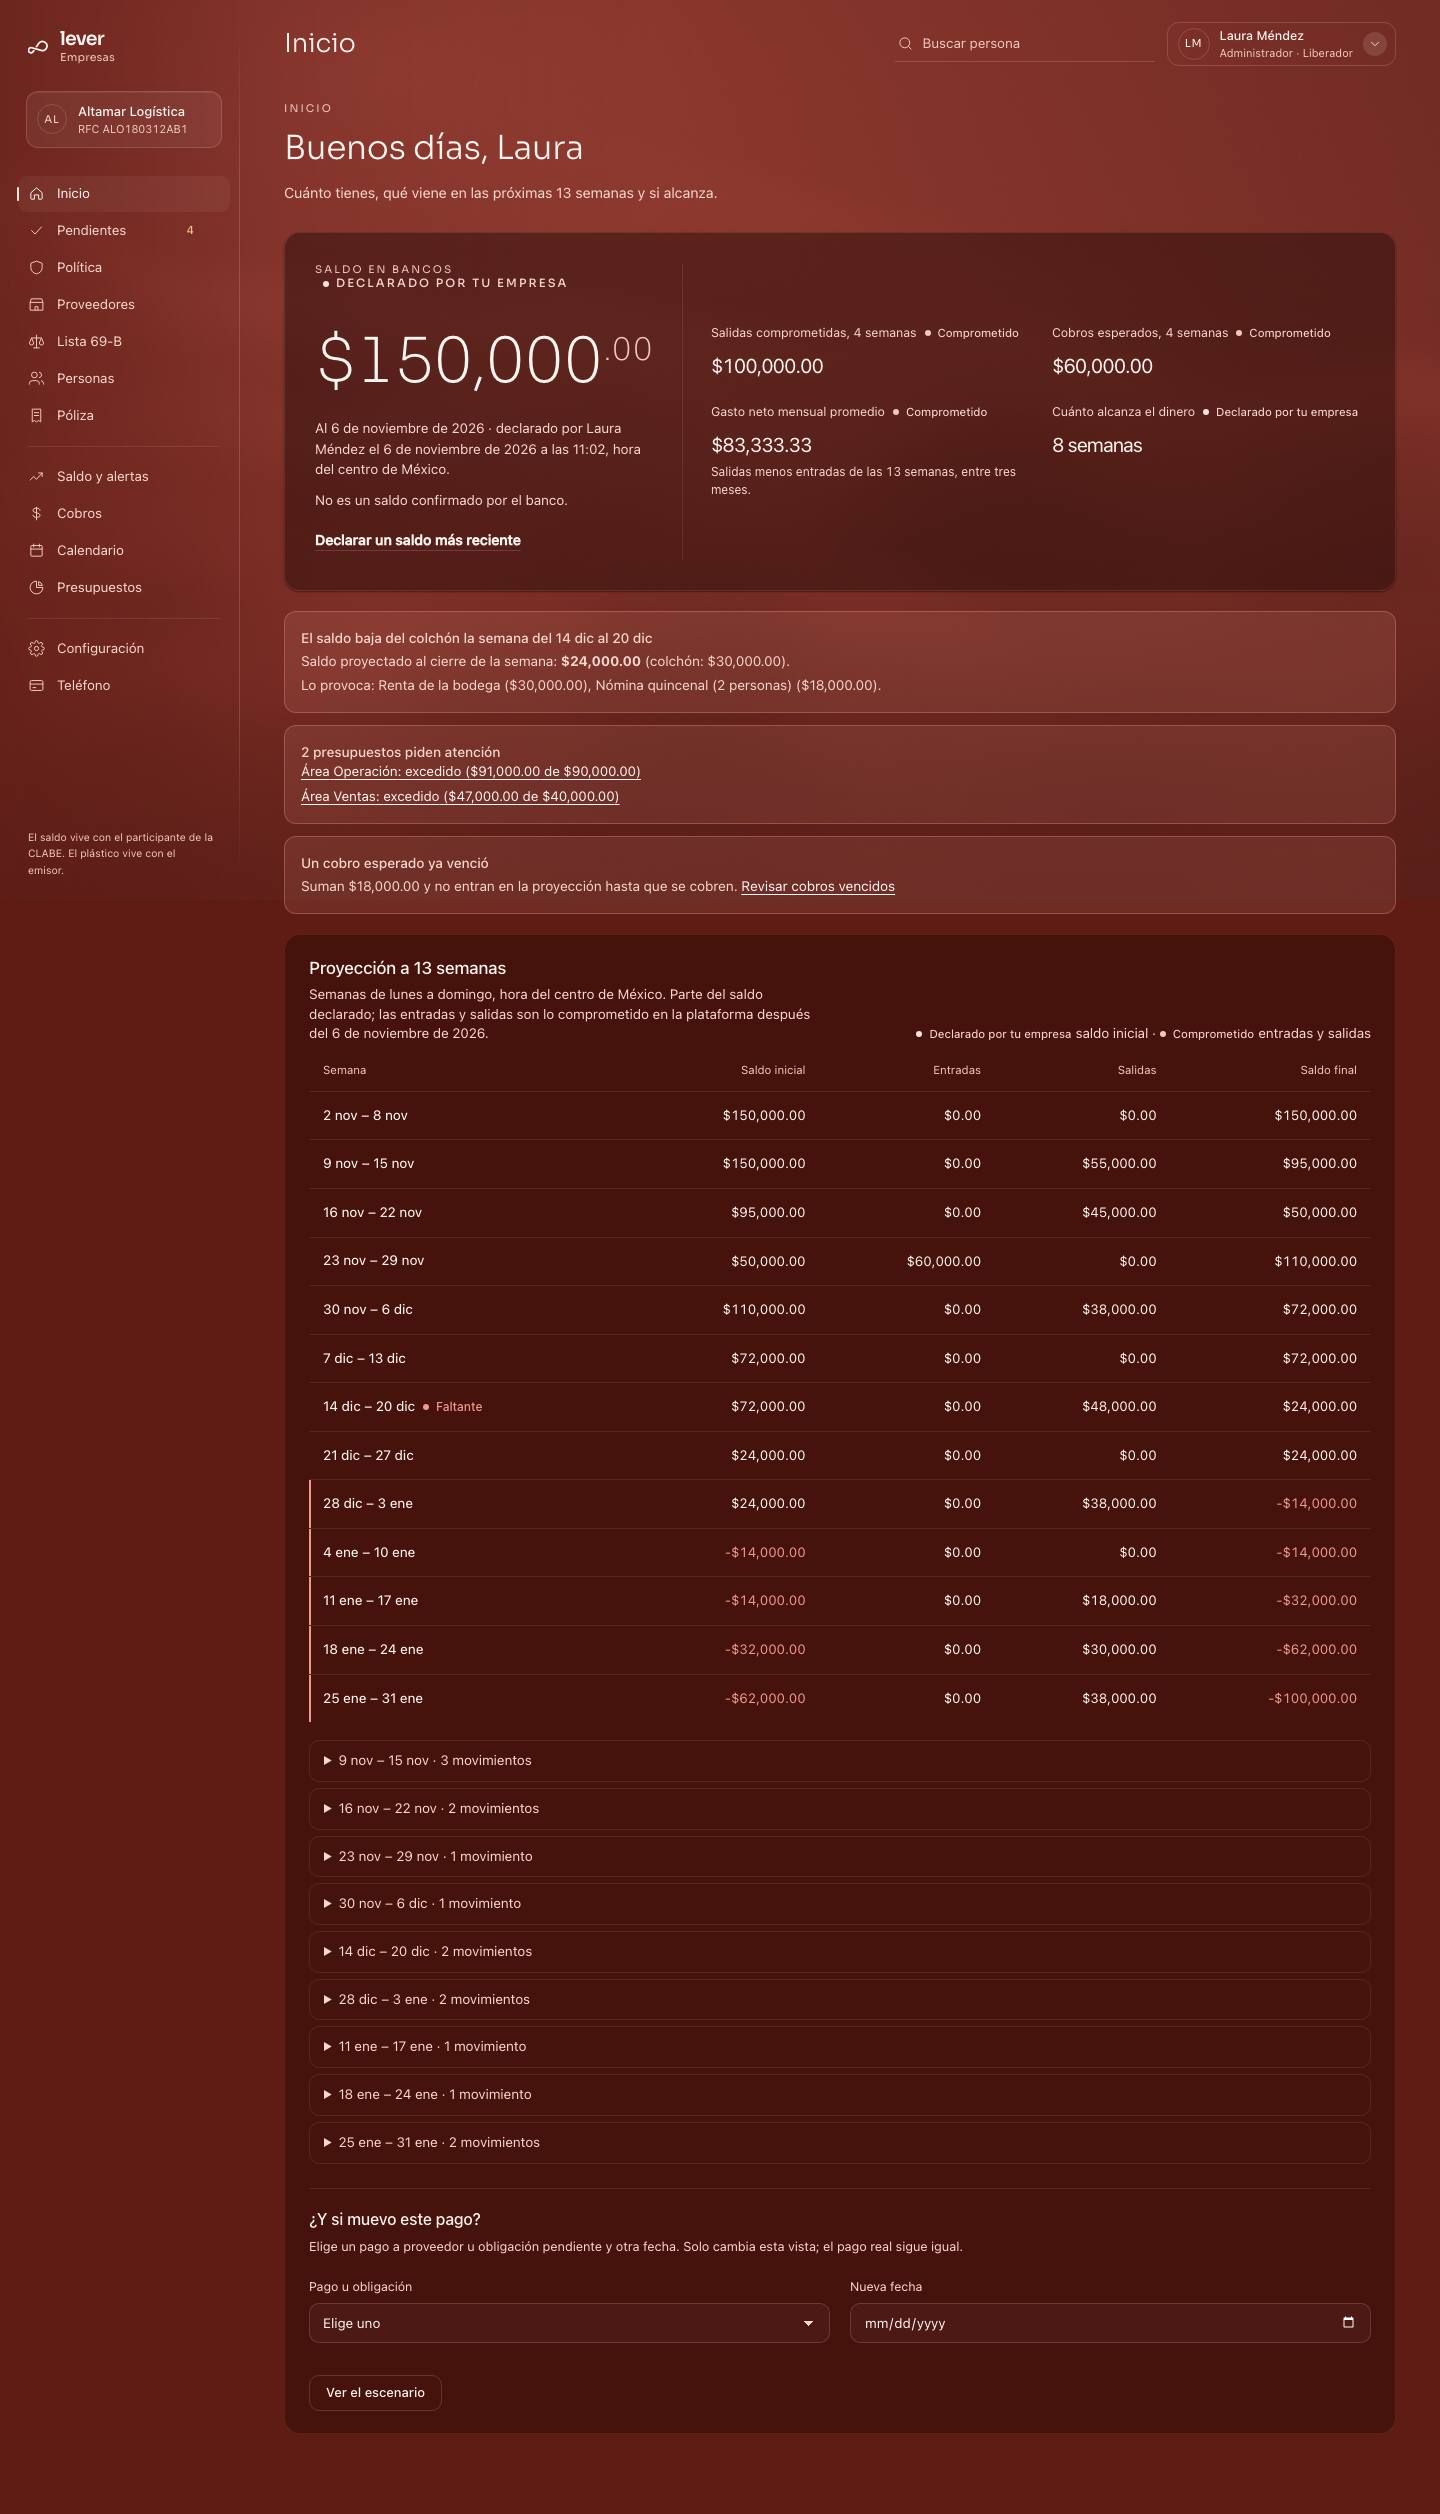 lever
Empresas
AL
Altamar Logística
RFC ALO180312AB1
Inicio
Pendientes 4
Política
Proveedores
Lista 69-B
Personas
Póliza
Saldo y alertas
Cobros
Calendario
Presupuestos
Configuración
Teléfono
El saldo vive con el participante de la
CLABE. El plástico vive con el
emisor.
Inicio
Buscar persona
LM
Laura Méndez
Administrador · Liberador
INICIO
Buenos días, Laura
Cuánto tienes, qué viene en las próximas 13 semanas y si alcanza.
SALDO EN BANCOS
DECLARADO POR TU EMPRESA
$150,000.00
Al 6 de noviembre de 2026 · declarado por Laura
Méndez el 6 de noviembre de 2026 a las 11:02, hora
del centro de México.
No es un saldo confirmado por el banco.
Declarar un saldo más reciente
Salidas comprometidas, 4 semanas Comprometido
$100,000.00
Cobros esperados, 4 semanas Comprometido
$60,000.00
Gasto neto mensual promedio Comprometido
$83,333.33
Salidas menos entradas de las 13 semanas, entre tres
meses.
Cuánto alcanza el dinero Declarado por tu empresa
8 semanas
El saldo baja del colchón la semana del 14 dic al 20 dic
Saldo proyectado al cierre de la semana: $24,000.00 (colchón: $30,000.00).
Lo provoca: Renta de la bodega ($30,000.00), Nómina quincenal (2 personas) ($18,000.00).
2 presupuestos piden atención
Área Operación: excedido ($91,000.00 de $90,000.00)
Área Ventas: excedido ($47,000.00 de $40,000.00)
Un cobro esperado ya venció
Suman $18,000.00 y no entran en la proyección hasta que se cobren. Revisar cobros vencidos
Proyección a 13 semanas
Semanas de lunes a domingo, hora del centro de México. Parte del saldo
declarado; las entradas y salidas son lo comprometido en la plataforma después
del 6 de noviembre de 2026.
Declarado por tu empresa saldo inicial · Comprometido entradas y salidas
Semana Saldo inicial Entradas Salidas Saldo final
2 nov – 8 nov $150,000.00 $0.00 $0.00 $150,000.00
9 nov – 15 nov $150,000.00 $0.00 $55,000.00 $95,000.00
16 nov – 22 nov $95,000.00 $0.00 $45,000.00 $50,000.00
23 nov – 29 nov $50,000.00 $60,000.00 $0.00 $110,000.00
30 nov – 6 dic $110,000.00 $0.00 $38,000.00 $72,000.00
7 dic – 13 dic $72,000.00 $0.00 $0.00 $72,000.00
14 dic – 20 dic Faltante $72,000.00 $0.00 $48,000.00 $24,000.00
21 dic – 27 dic $24,000.00 $0.00 $0.00 $24,000.00
28 dic – 3 ene $24,000.00 $0.00 $38,000.00 -$14,000.00
4 ene – 10 ene -$14,000.00 $0.00 $0.00 -$14,000.00
11 ene – 17 ene -$14,000.00 $0.00 $18,000.00 -$32,000.00
18 ene – 24 ene -$32,000.00 $0.00 $30,000.00 -$62,000.00
25 ene – 31 ene -$62,000.00 $0.00 $38,000.00 -$100,000.00
9 nov – 15 nov · 3 movimientos
16 nov – 22 nov · 2 movimientos
23 nov – 29 nov · 1 movimiento
30 nov – 6 dic · 1 movimiento
14 dic – 20 dic · 2 movimientos
28 dic – 3 ene · 2 movimientos
11 ene – 17 ene · 1 movimiento
18 ene – 24 ene · 1 movimiento
25 ene – 31 ene · 2 movimientos
¿Y si muevo este pago?
Elige un pago a proveedor u obligación pendiente y otra fecha. Solo cambia esta vista; el pago real sigue igual.
Pago u obligación
Elige uno
Nueva fecha
mm/dd/yyyy
Ver el escenario